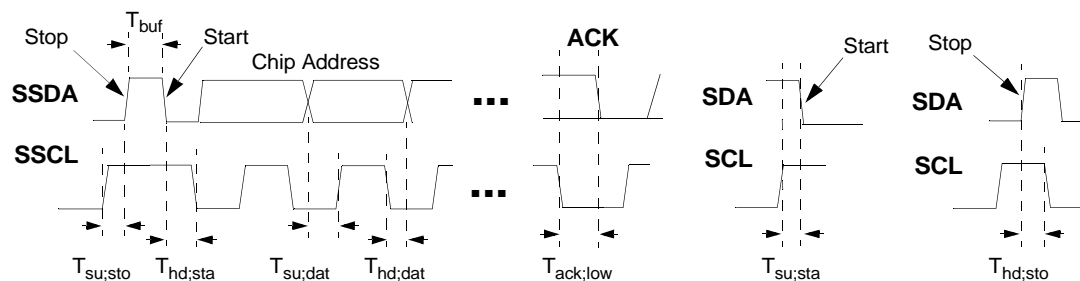 T_buf
Stop Start ACK
Chip Address Start Stop
SSDA ... SDA SDA
SSCL ... SCL SCL
T_su;sto T_hd;sta T_su;dat T_hd;dat T_ack;low T_su;sta T_hd;sto